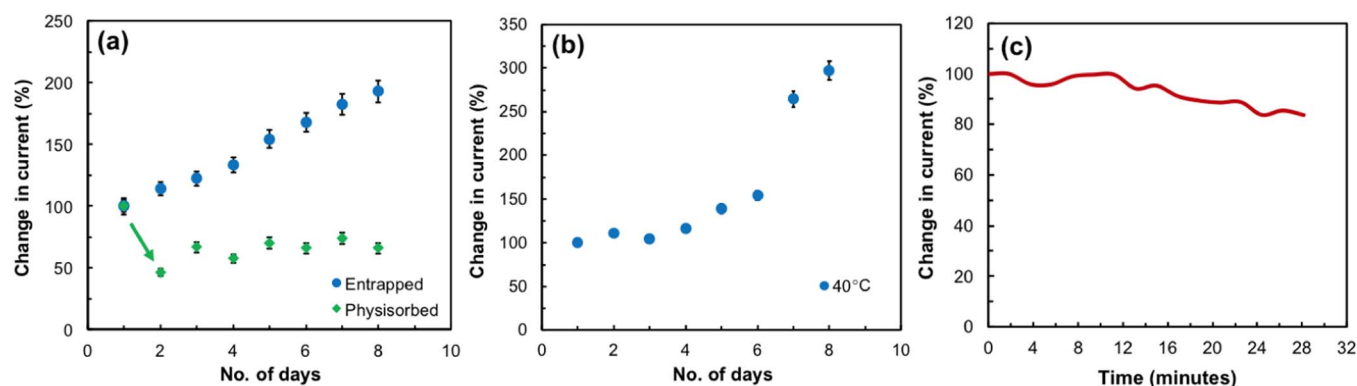 (a)
Change in current (%)
250
200
150
100
50
0
0 2 4 6 8 10
No. of days
Entrapped
Physisorbed
(b)
Change in current (%)
350
300
250
200
150
100
50
0
0 2 4 6 8 10
No. of days
40°C
(c)
Change in current (%)
120
100
80
60
40
20
0
0 4 8 12 16 20 24 28 32
Time (minutes)